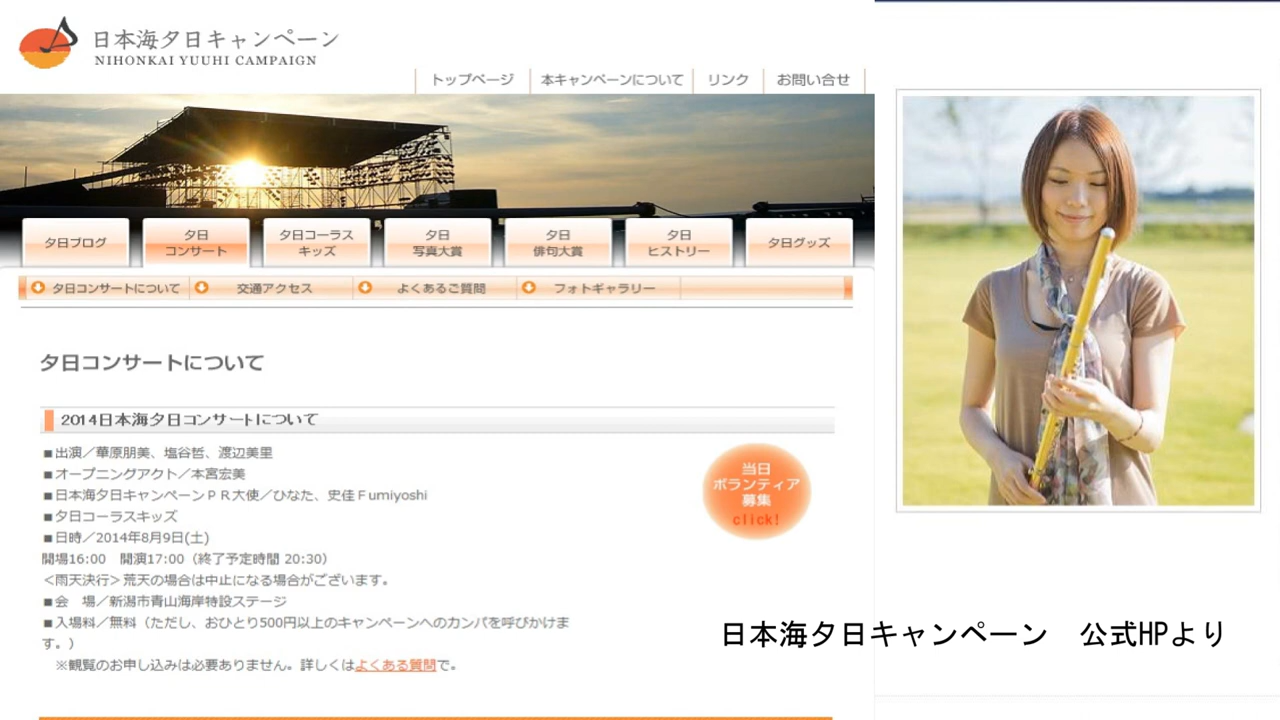 日本海夕日キャンペーン
NIHONKAI YUUHI CAMPAIGN
トップページ 本キャンペーンについて リンク お問い合せ
夕日ブログ
夕日
コンサート
夕日コーラス
キッズ
夕日
写真大賞
夕日
俳句大賞
夕日
ヒストリー
夕日グッズ
夕日コンサートについて 交通アクセス よくあるご質問 フォトギャラリー
夕日コンサートについて
2014日本海夕日コンサートについて
■出演／華原朋美、塩谷哲、渡辺美里
■オープニングアクト／本宮宏美
■日本海夕日キャンペーンＰＲ大使／ひなた、史佳Ｆumiyoshi
■夕日コーラスキッズ
■日時／2014年8月9日(土)
開場16:00　開演17:00（終了予定時間 20:30）
＜雨天決行＞荒天の場合は中止になる場合がございます。
■会　場／新潟市青山海岸特設ステージ
■入場料／無料（ただし、おひとり500円以上のキャンペーンへのカンパを呼びかけま
す。）
※観覧のお申し込みは必要ありません。詳しくはよくある質問で。
当日
ボランティア
募集
click!
日本海夕日キャンペーン　公式HPより